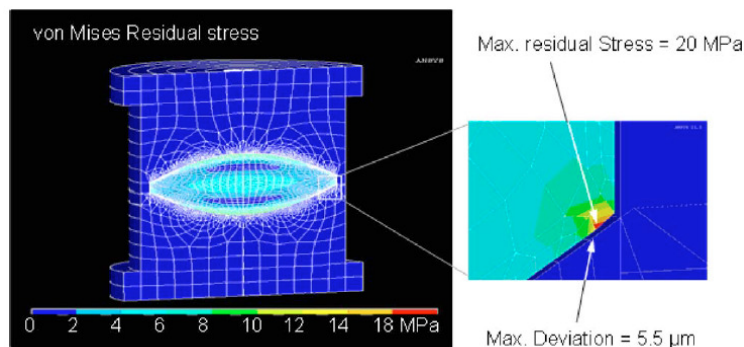 von Mises Residual stress
ANSYS
Max. residual Stress = 20 MPa
0 2 4 6 8 10 12 14 18 MPa
Max. Deviation = 5.5 µm